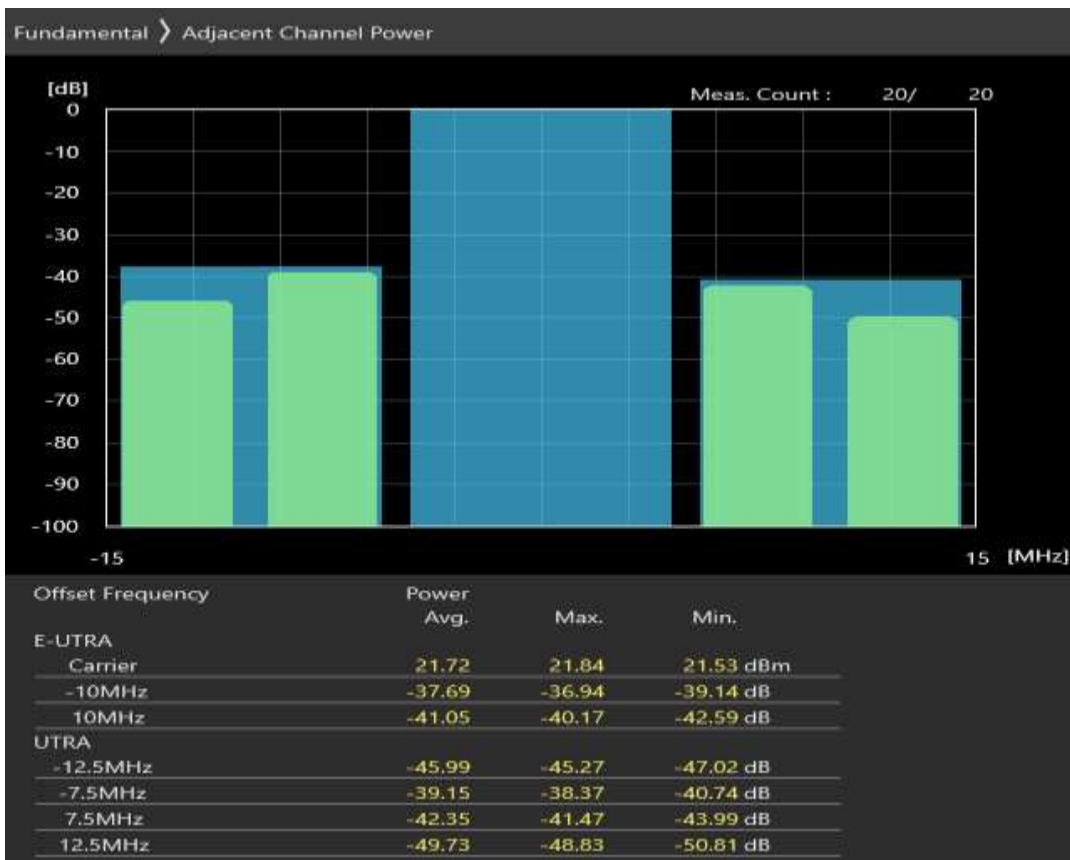 Fundamental ❯ Adjacent Channel Power
[dB]
Meas. Count : 20/ 20
0
-10
-20
-30
-40
-50
-60
-70
-80
-90
-100
-15 15 [MHz]
Offset Frequency Power
Avg. Max. Min.
E-UTRA
Carrier 21.72 21.84 21.53 dBm
-10MHz -37.69 -36.94 -39.14 dB
10MHz -41.05 -40.17 -42.59 dB
UTRA
-12.5MHz -45.99 -45.27 -47.02 dB
-7.5MHz -39.15 -38.37 -40.74 dB
7.5MHz -42.35 -41.47 -43.99 dB
12.5MHz -49.73 -48.83 -50.81 dB